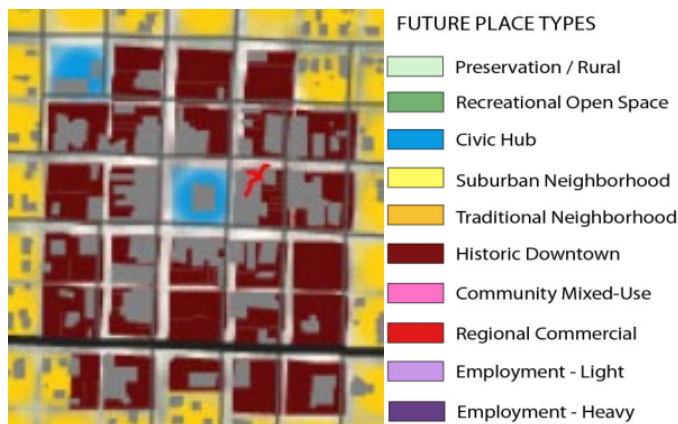 FUTURE PLACE TYPES
Preservation / Rural
Recreational Open Space
Civic Hub
Suburban Neighborhood
Traditional Neighborhood
Historic Downtown
Community Mixed-Use
Regional Commercial
Employment - Light
Employment - Heavy